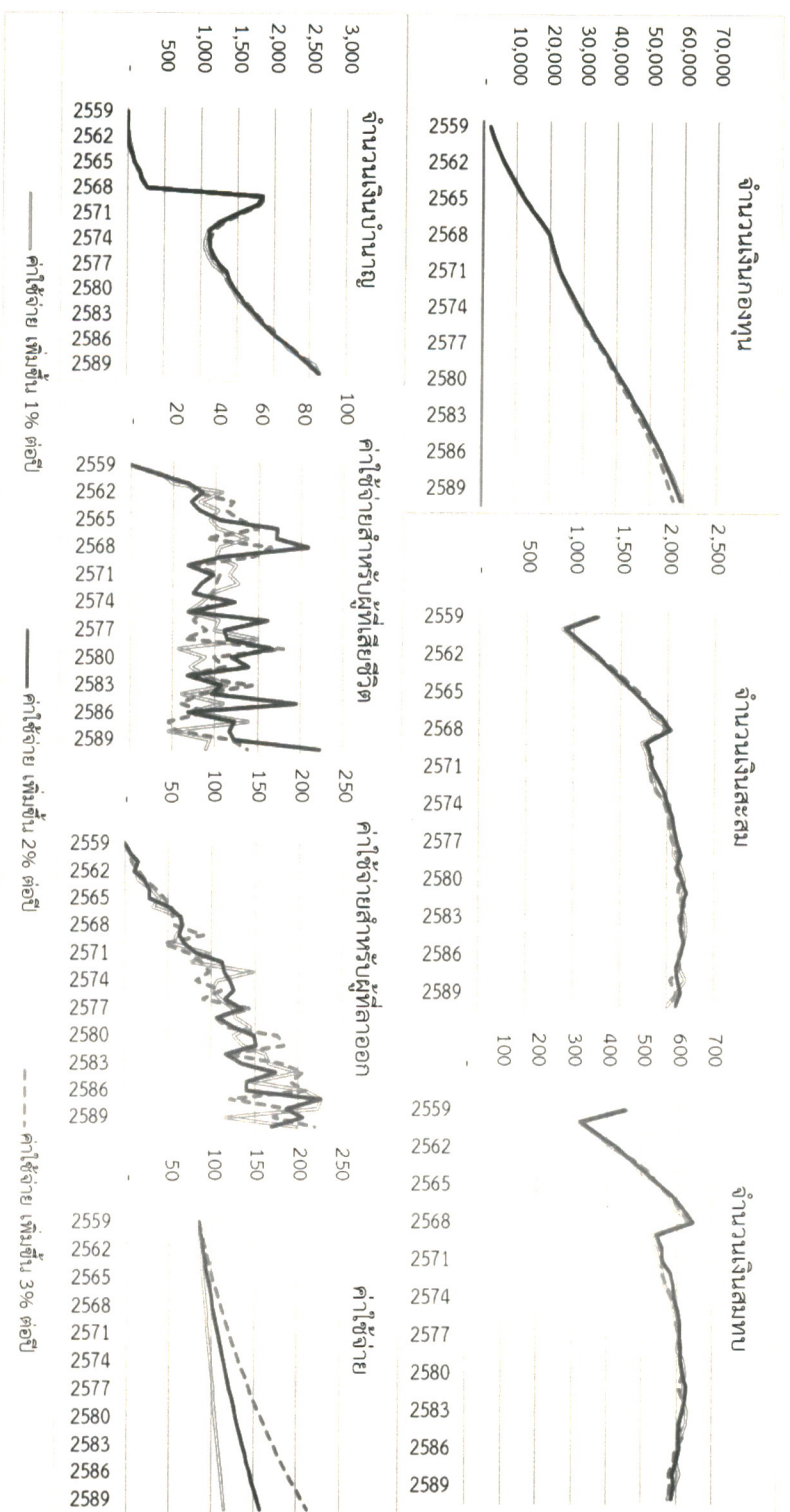 จำนวนเงินกองทุน
70,000
60,000
50,000
40,000
30,000
20,000
10,000
-
2559 2562 2565 2568 2571 2574 2577 2580 2583 2586 2589
จำนวนเงินสะสม
2,500
2,000
1,500
1,000
500
-
2559 2562 2565 2568 2571 2574 2577 2580 2583 2586 2589
จำนวนเงินสมทบ
700
600
500
400
300
200
100
-
2559 2562 2565 2568 2571 2574 2577 2580 2583 2586 2589
จำนวนเงินบำนาญ
3,000
2,500
2,000
1,500
1,000
500
-
2559 2562 2565 2568 2571 2574 2577 2580 2583 2586 2589
ค่าใช้จ่ายสำหรับผู้ที่เสียชีวิต
100
80
60
40
20
-
2559 2562 2565 2568 2571 2574 2577 2580 2583 2586 2589
ค่าใช้จ่ายสำหรับผู้ที่ลาออก
250
200
150
100
50
-
2559 2562 2565 2568 2571 2574 2577 2580 2583 2586 2589
ค่าใช้จ่าย
250
200
150
100
50
-
2559 2562 2565 2568 2571 2574 2577 2580 2583 2586 2589
ค่าใช้จ่าย เพิ่มขึ้น 1% ต่อปี
ค่าใช้จ่าย เพิ่มขึ้น 2% ต่อปี
ค่าใช้จ่าย เพิ่มขึ้น 3% ต่อปี